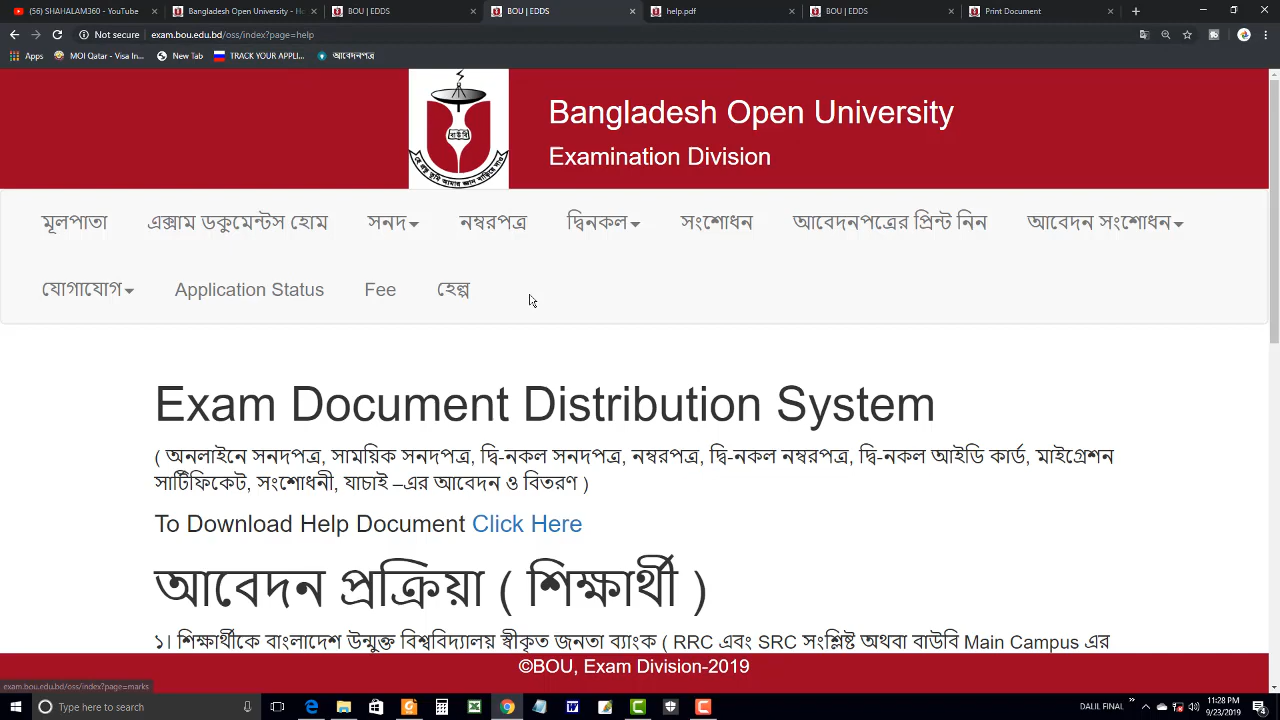 (56) SHAHALAM360 - YouTube
Bangladesh Open University - Ho
BOU | EDDS
BOU | EDDS
help.pdf
BOU | EDDS
Print Document
Not secure | exam.bou.edu.bd/oss/index?page=help
Apps
MOI Qatar - Visa In...
New Tab
TRACK YOUR APPLI...
আবেদনপত্র
বাউবি
Bangladesh Open University
Examination Division
মূলপাতা এক্সাম ডকুমেন্টস হোম সনদ নম্বরপত্র দ্বিনকল সংশোধন আবেদনপত্রের প্রিন্ট নিন আবেদন সংশোধন
যোগাযোগ Application Status Fee হেল্প
Exam Document Distribution System
( অনলাইনে সনদপত্র, সাময়িক সনদপত্র, দ্বি-নকল সনদপত্র, নম্বরপত্র, দ্বি-নকল নম্বরপত্র, দ্বি-নকল আইডি কার্ড, মাইগ্রেশন
সার্টিফিকেট, সংশোধনী, যাচাই –এর আবেদন ও বিতরণ )
To Download Help Document Click Here
আবেদন প্রক্রিয়া ( শিক্ষার্থী )
১। শিক্ষার্থীকে বাংলাদেশ উন্মুক্ত বিশ্ববিদ্যালয় স্বীকৃত জনতা ব্যাংক ( RRC এবং SRC সংশ্লিষ্ট অথবা বাউবি Main Campus এর
©BOU, Exam Division-2019
exam.bou.edu.bd/oss/index?page=marks
Type here to search
DALIL FINAL
11:28 PM
9/23/2019
4